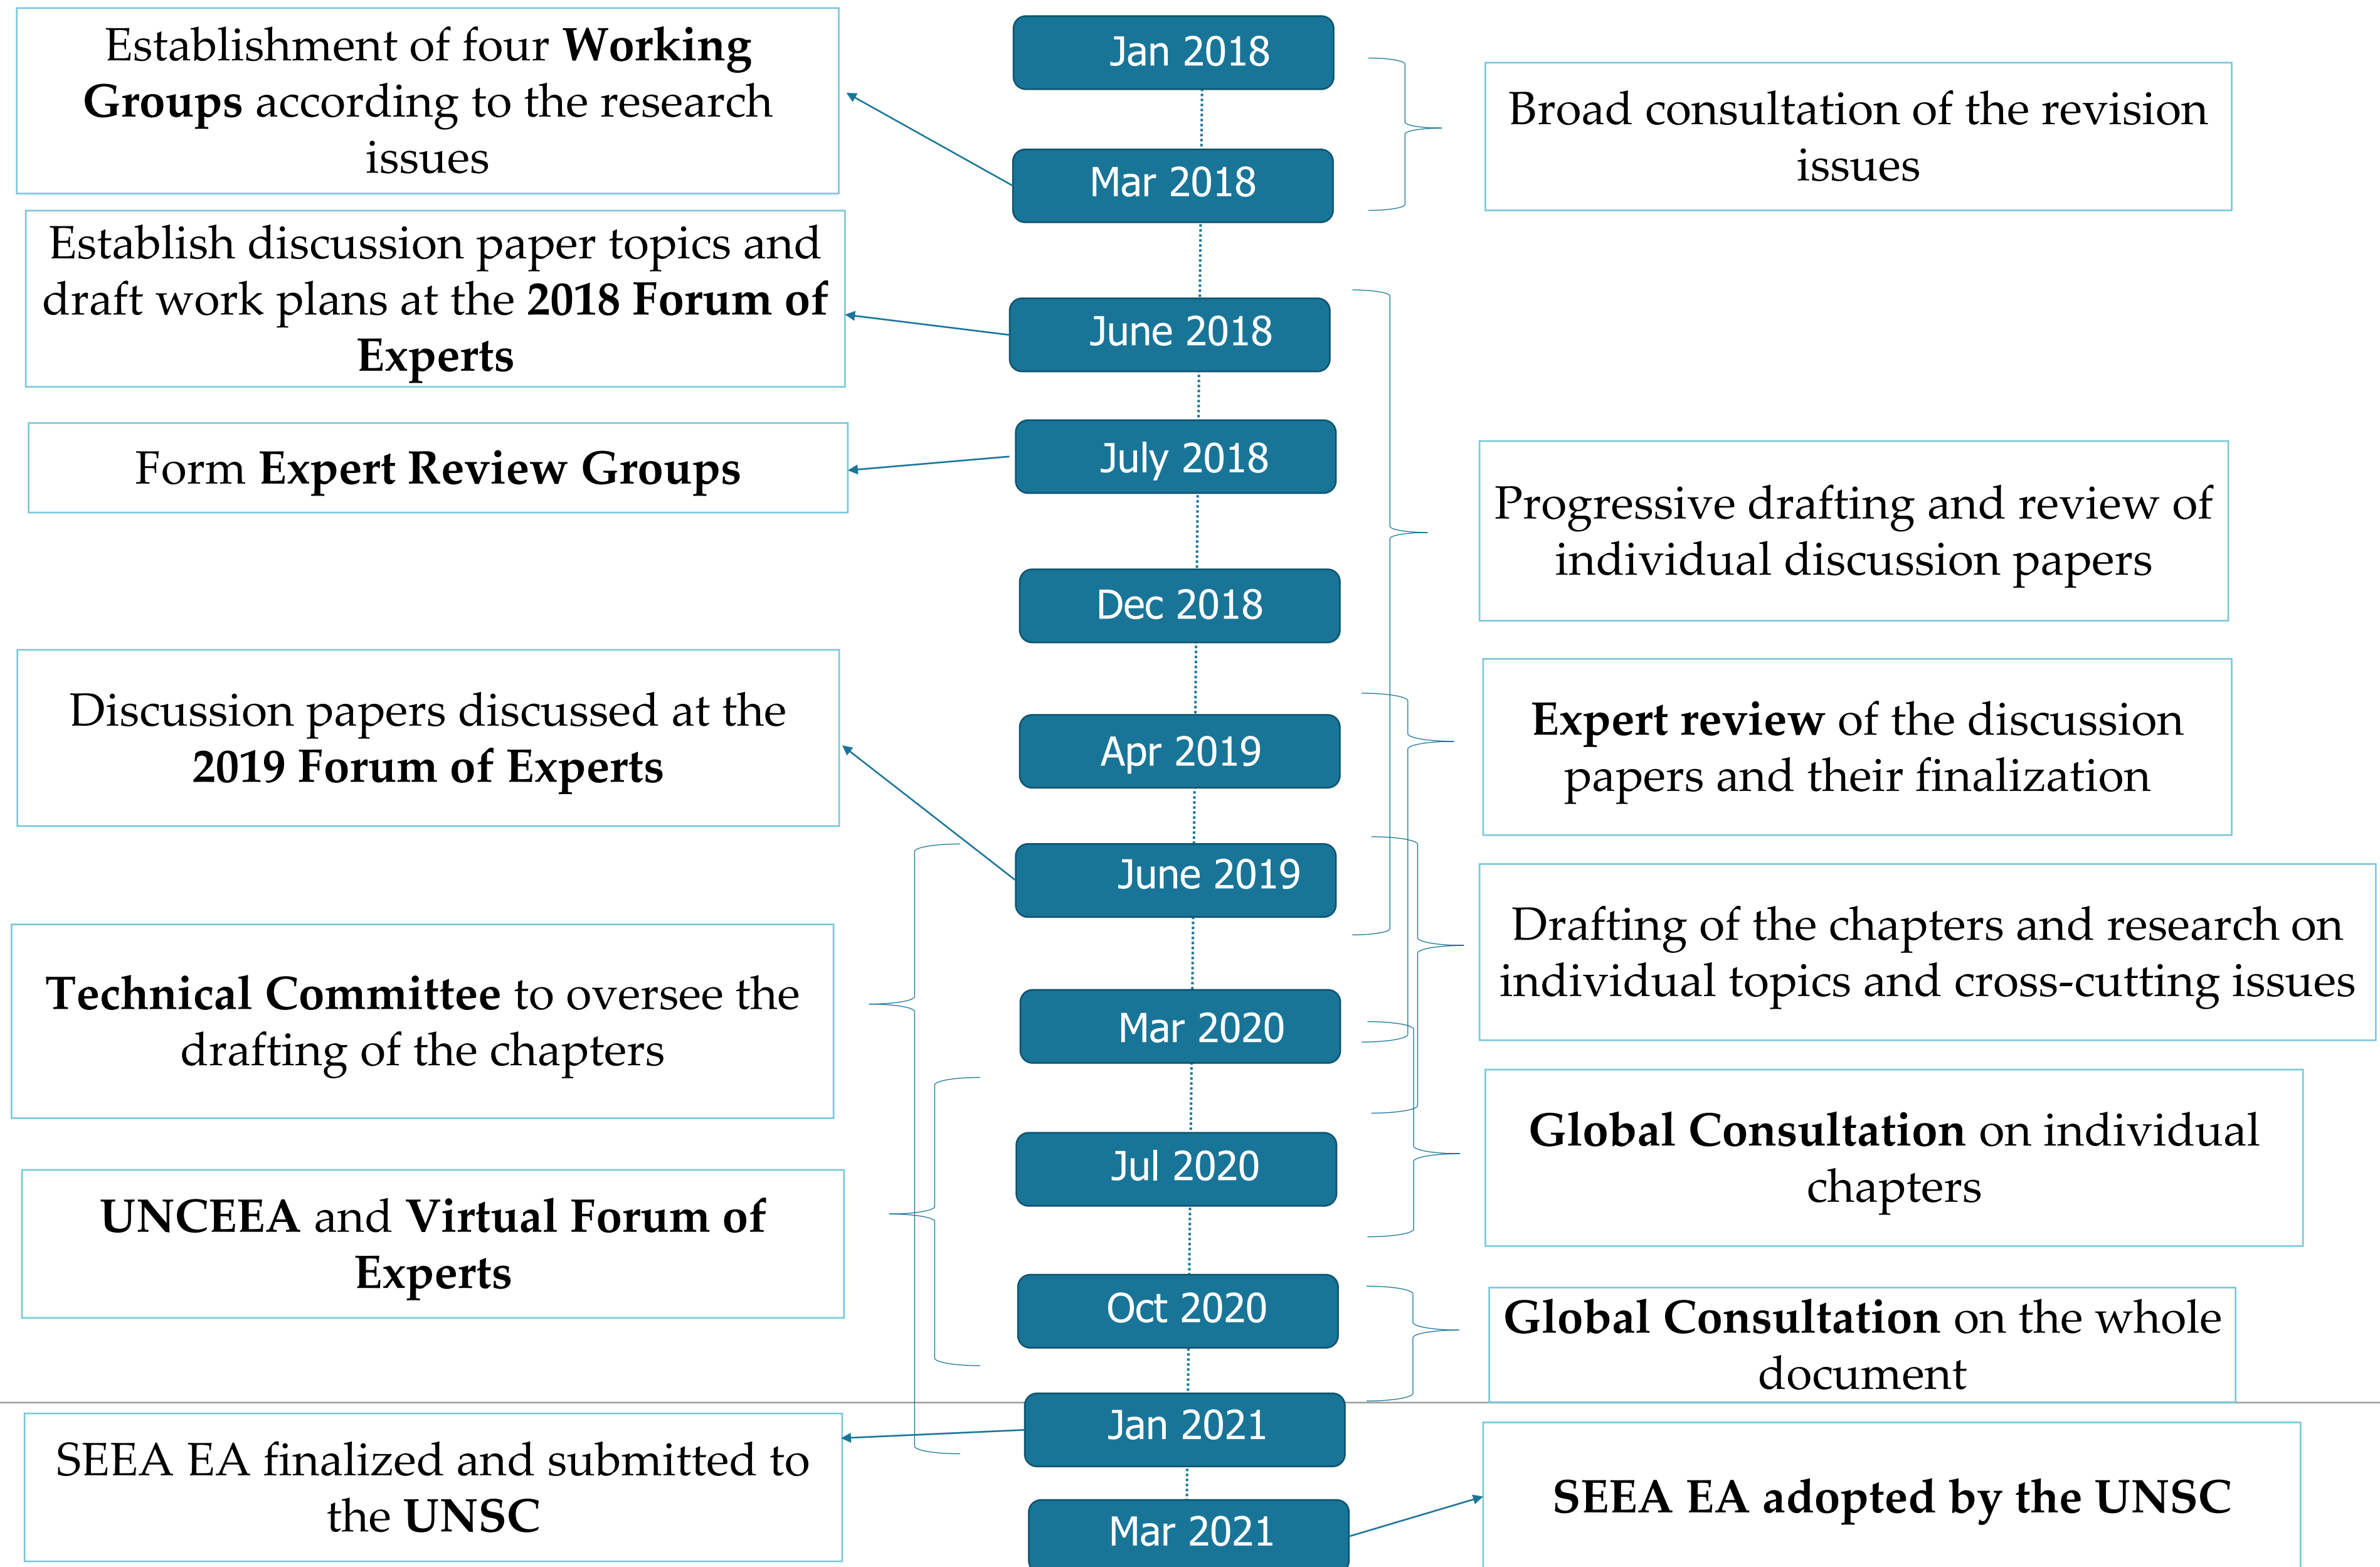 Establishment of four Working
Groups according to the research
issues
Jan 2018
Broad consultation of the revision
issues
Mar 2018
Establish discussion paper topics and
draft work plans at the 2018 Forum of
Experts
June 2018
Form Expert Review Groups
July 2018
Progressive drafting and review of
individual discussion papers
Dec 2018
Discussion papers discussed at the
2019 Forum of Experts
Apr 2019
Expert review of the discussion
papers and their finalization
June 2019
Drafting of the chapters and research on
individual topics and cross-cutting issues
Technical Committee to oversee the
drafting of the chapters
Mar 2020
Global Consultation on individual
chapters
Jul 2020
UNCEEA and Virtual Forum of
Experts
Oct 2020
Global Consultation on the whole
document
Jan 2021
SEEA EA finalized and submitted to
the UNSC
SEEA EA adopted by the UNSC
Mar 2021